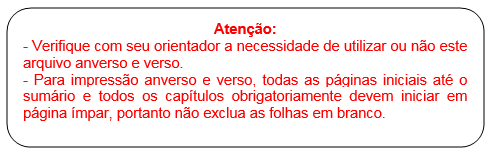 Atenção:
- Verifique com seu orientador a necessidade de utilizar ou não este
arquivo anverso e verso.
- Para impressão anverso e verso, todas as páginas iniciais até o
sumário e todos os capítulos obrigatoriamente devem iniciar em
página ímpar, portanto não exclua as folhas em branco.